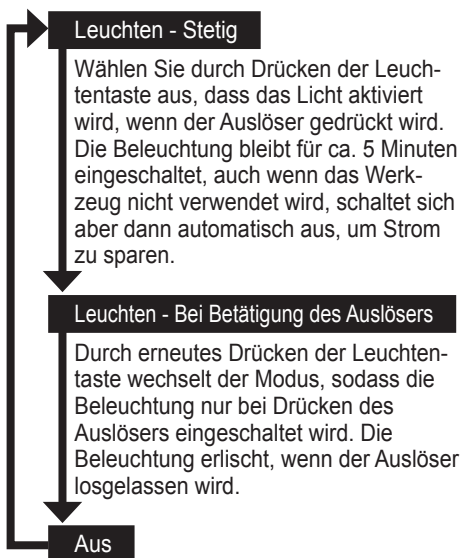 Leuchten - Stetig
Wählen Sie durch Drücken der Leuch-
tentaste aus, dass das Licht aktiviert
wird, wenn der Auslöser gedrückt wird.
Die Beleuchtung bleibt für ca. 5 Minuten
eingeschaltet, auch wenn das Werk-
zeug nicht verwendet wird, schaltet sich
aber dann automatisch aus, um Strom
zu sparen.
Leuchten - Bei Betätigung des Auslösers
Durch erneutes Drücken der Leuchten-
taste wechselt der Modus, sodass die
Beleuchtung nur bei Drücken des
Auslösers eingeschaltet wird. Die
Beleuchtung erlischt, wenn der Auslöser
losgelassen wird.
Aus